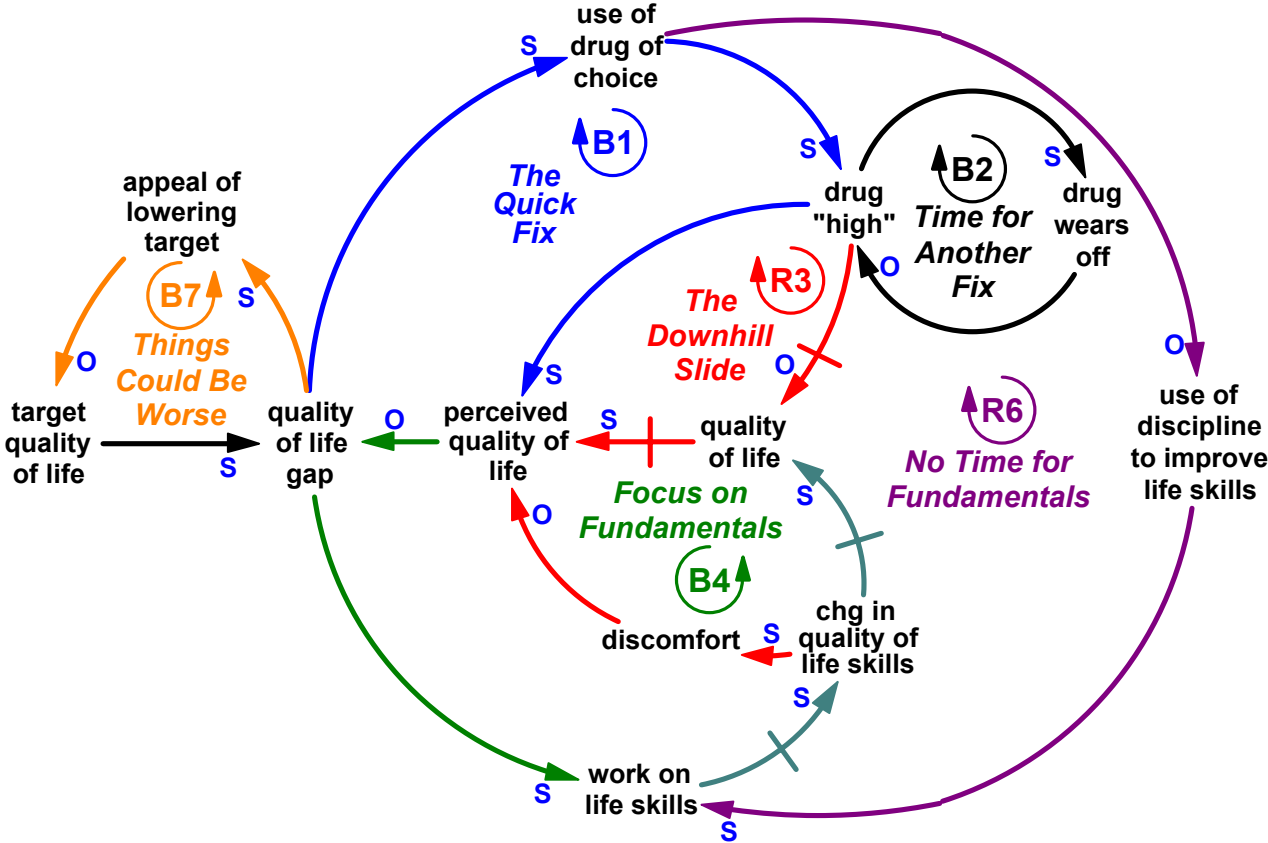 use of
drug of
choice
S
S
B1
The
Quick
Fix
S
B2
Time for
Another
Fix
drug
"high"
drug
wears
off
O
appeal of
lowering
target
B7
S
Things
Could Be
Worse
O
R3
The
Downhill
Slide
O
S
O
R6
No Time for
Fundamentals
use of
discipline
to improve
life skills
target
quality
of life
S
quality
of life
gap
O
perceived
quality of
life
S
quality
of life
S
Focus on
Fundamentals
B4
O
discomfort
S
chg in
quality of
life skills
S
work on
life skills
S
S